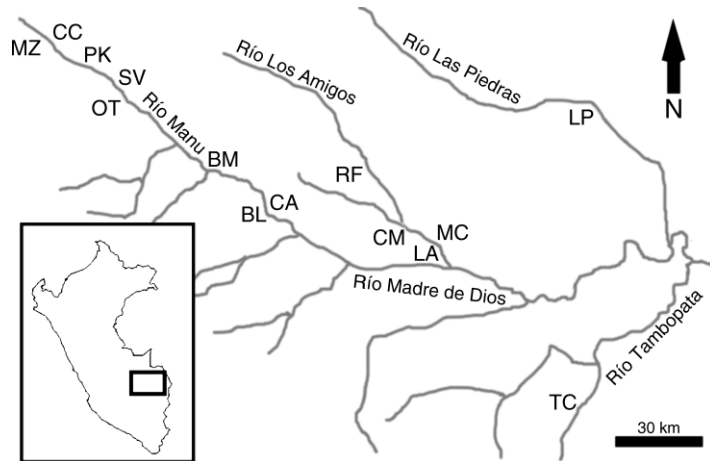 CC
MZ
PK
SV
OT
Río Manu
BM
BL
CA
Río Los Amigos
RF
CM
MC
LA
Río Las Piedras
LP
N
Río Madre de Dios
Río Tambopata
TC
30 km